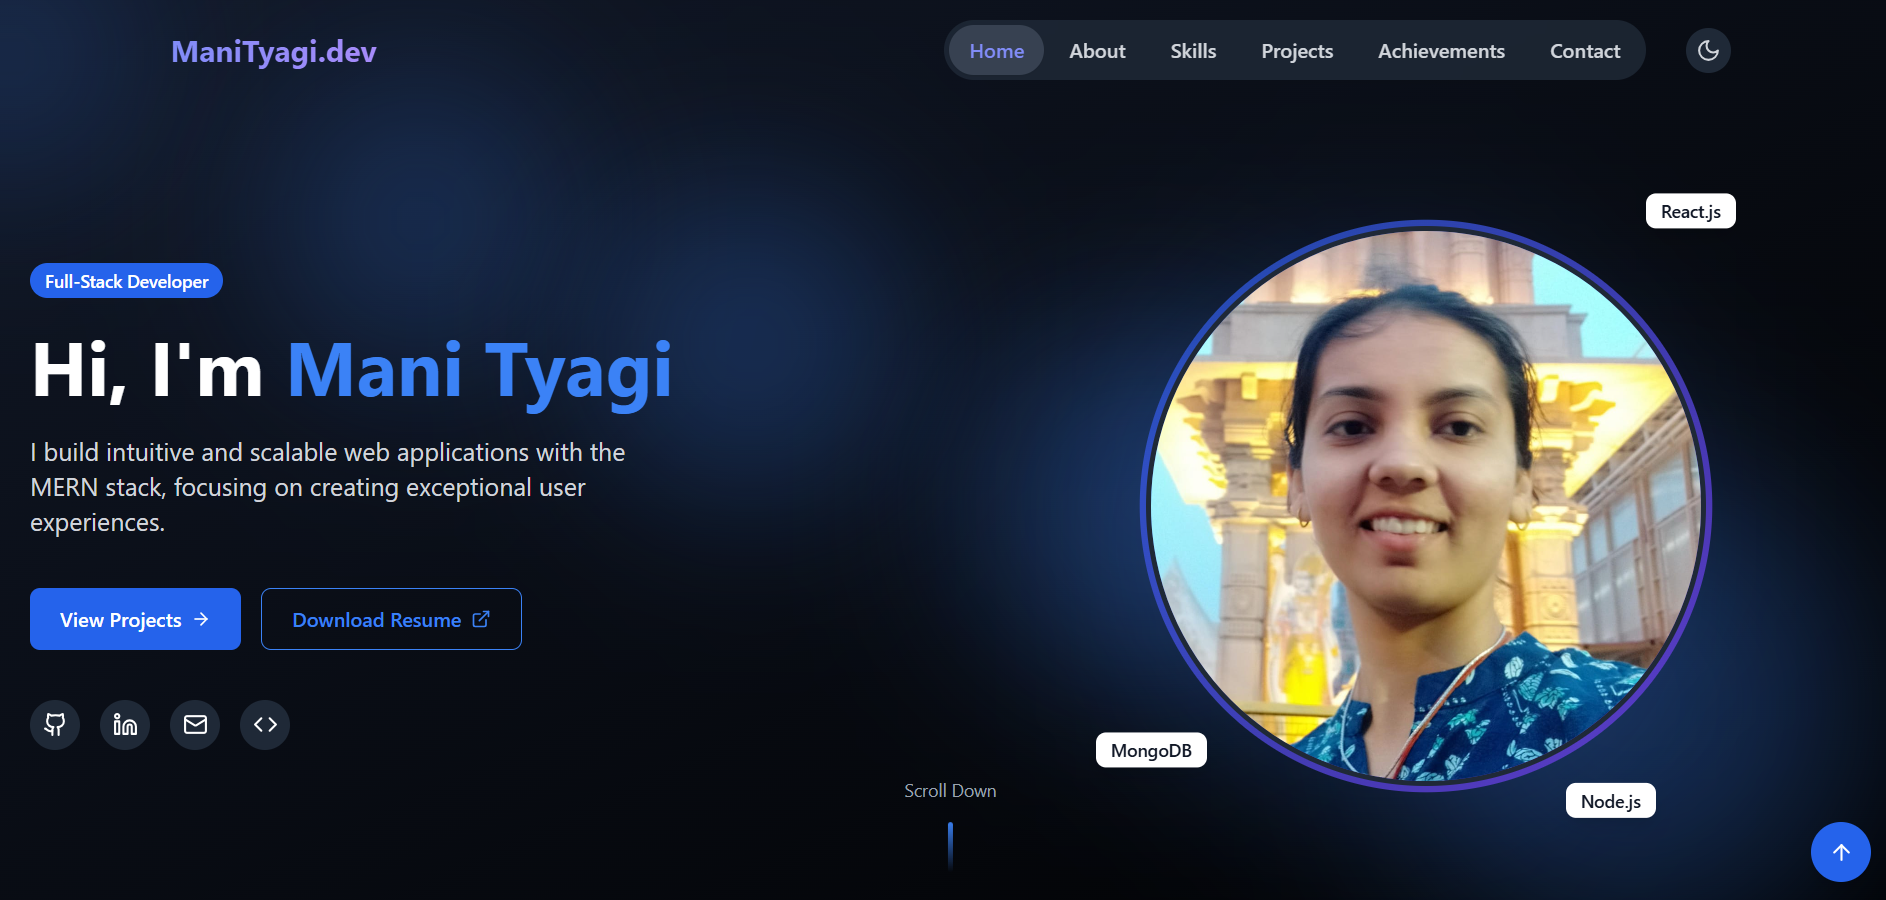 ManiTyagi.dev
Home
About
Skills
Projects
Achievements
Contact
React.js
Full-Stack Developer
Hi, I'm Mani Tyagi
I build intuitive and scalable web applications with the
MERN stack, focusing on creating exceptional user
experiences.
View Projects
Download Resume
MongoDB
Node.js
Scroll Down